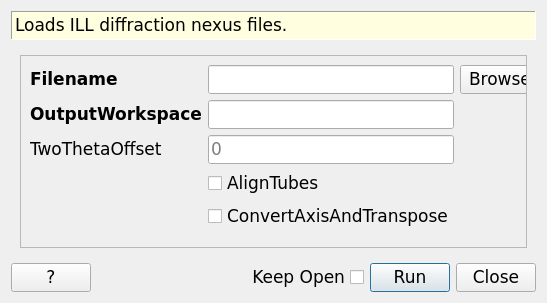 Loads ILL diffraction nexus files.
Filename Browse
OutputWorkspace
TwoThetaOffset 0
AlignTubes
ConvertAxisAndTranspose
? Keep Open Run Close